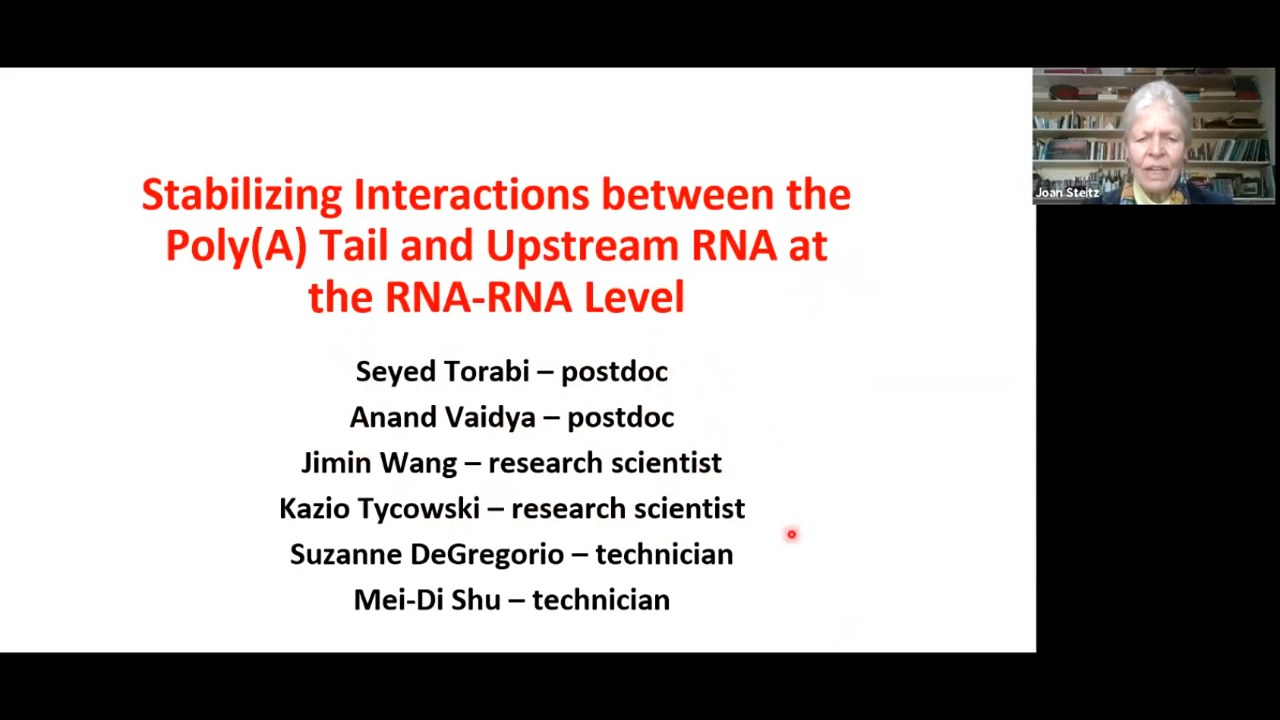 Stabilizing Interactions between the
Poly(A) Tail and Upstream RNA at
the RNA-RNA Level
Seyed Torabi – postdoc
Anand Vaidya – postdoc
Jimin Wang – research scientist
Kazio Tycowski – research scientist
Suzanne DeGregorio – technician
Mei-Di Shu – technician
Joan Steitz